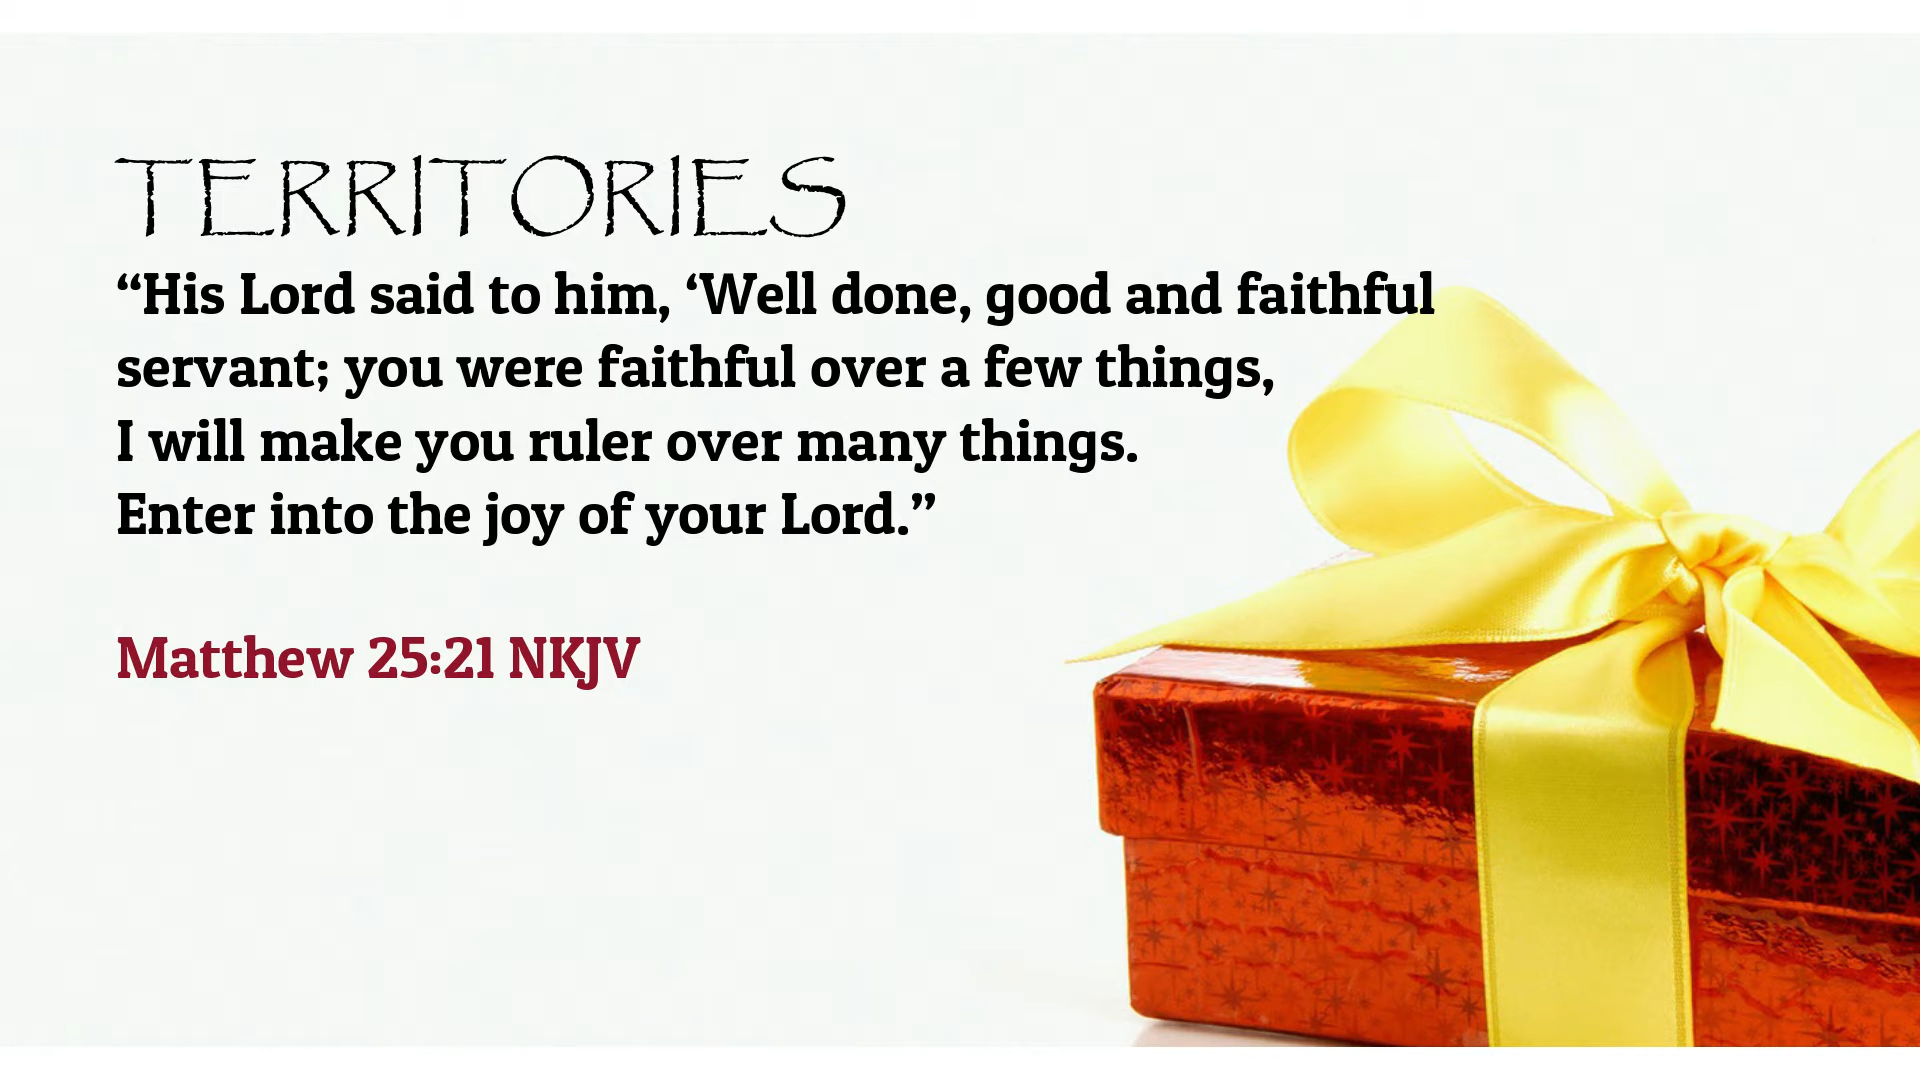 TERRITORIES
“His Lord said to him, ‘Well done, good and faithful
servant; you were faithful over a few things,
I will make you ruler over many things.
Enter into the joy of your Lord.”
Matthew 25:21 NKJV